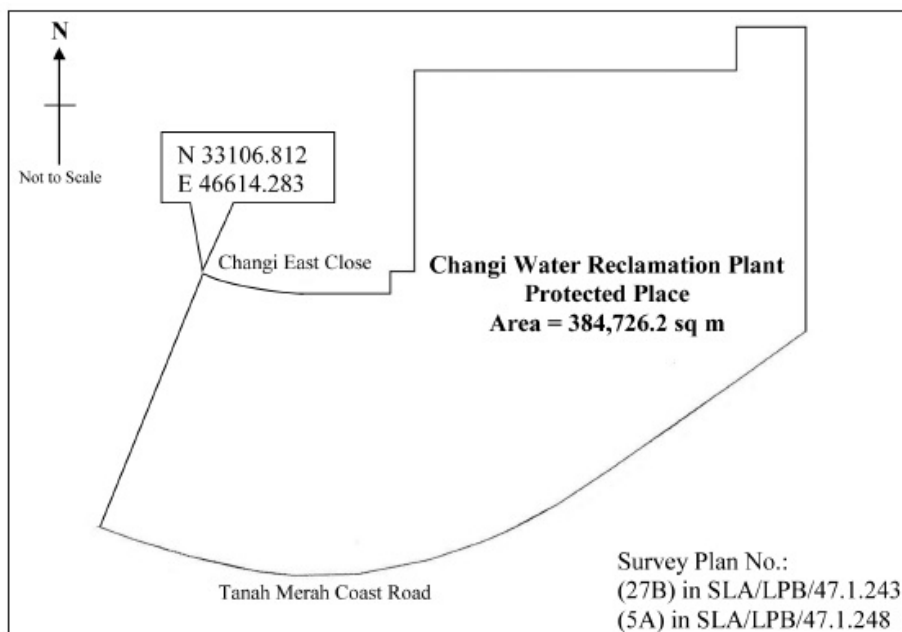 N
Not to Scale
N 33106.812
E 46614.283
Changi East Close
Changi Water Reclamation Plant
Protected Place
Area = 384,726.2 sq m
Tanah Merah Coast Road
Survey Plan No.:
(27B) in SLA/LPB/47.1.243
(5A) in SLA/LPB/47.1.248